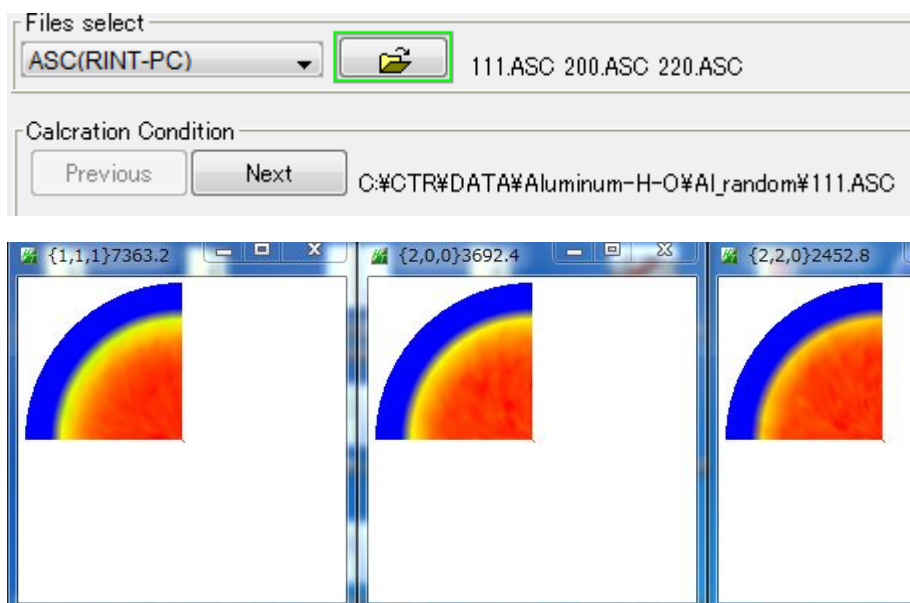 Files select
ASC(RINT-PC) 111.ASC 200.ASC 220.ASC
Calcration Condition
Previous Next C:¥CTR¥DATA¥Aluminum-H-O¥Al_random¥111.ASC
{1,1,1}7363.2 {2,0,0}3692.4 {2,2,0}2452.8